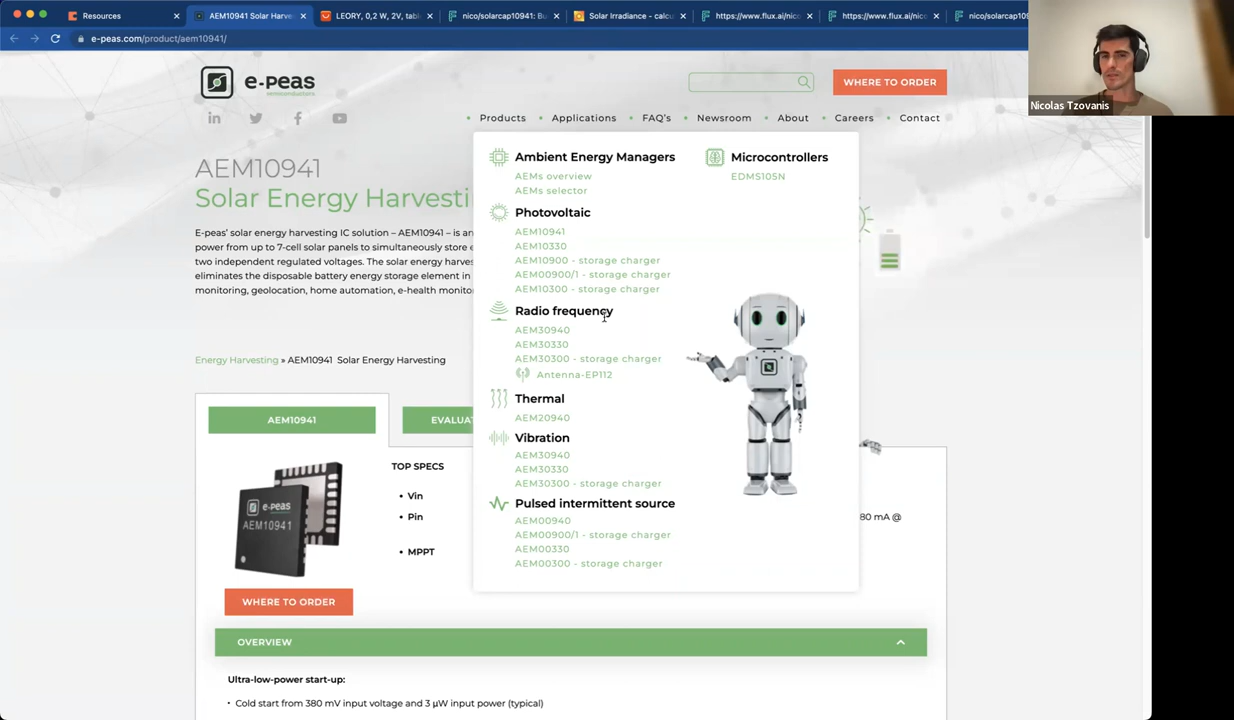 Resources
AEM10941 Solar Harve
LEORY, 0,2 W, 2V, tab
nico/solarcap10941: Bu
Solar Irradiance - calcu
https://www.flux.ai/nico
https://www.flux.ai/nico
nico/solarcap109
e-peas.com/product/aem10941/
Nicolas Tzovanis
e-peas
semiconductors
WHERE TO ORDER
Products
Applications
FAQ's
Newsroom
About
Careers
Contact
AEM10941
Solar Energy Harvesti
E-peas' solar energy harvesting IC solution – AEM10941 – is an
power from up to 7-cell solar panels to simultaneously store e
two independent regulated voltages. The solar energy harves
eliminates the disposable battery energy storage element in
monitoring, geolocation, home automation, e-health monito
Ambient Energy Managers
AEMs overview
AEMs selector
Photovoltaic
AEM10941
AEM10330
AEM10900 - storage charger
AEM00900/1 - storage charger
AEM10300 - storage charger
Radio frequency
AEM30940
AEM30330
AEM30300 - storage charger
Antenna-EP112
Thermal
AEM20940
Vibration
AEM30940
AEM30330
AEM30300 - storage charger
Pulsed intermittent source
AEM00940
AEM00900/1 - storage charger
AEM00330
AEM00300 - storage charger
Microcontrollers
EDMS105N
Energy Harvesting » AEM10941 Solar Energy Harvesting
AEM10941
EVALUAT
e-peas
AEM10941
TOP SPECS
• Vin
• Pin
80 mA @
• MPPT
WHERE TO ORDER
OVERVIEW
Ultra-low-power start-up:
• Cold start from 380 mV input voltage and 3 µW input power (typical)